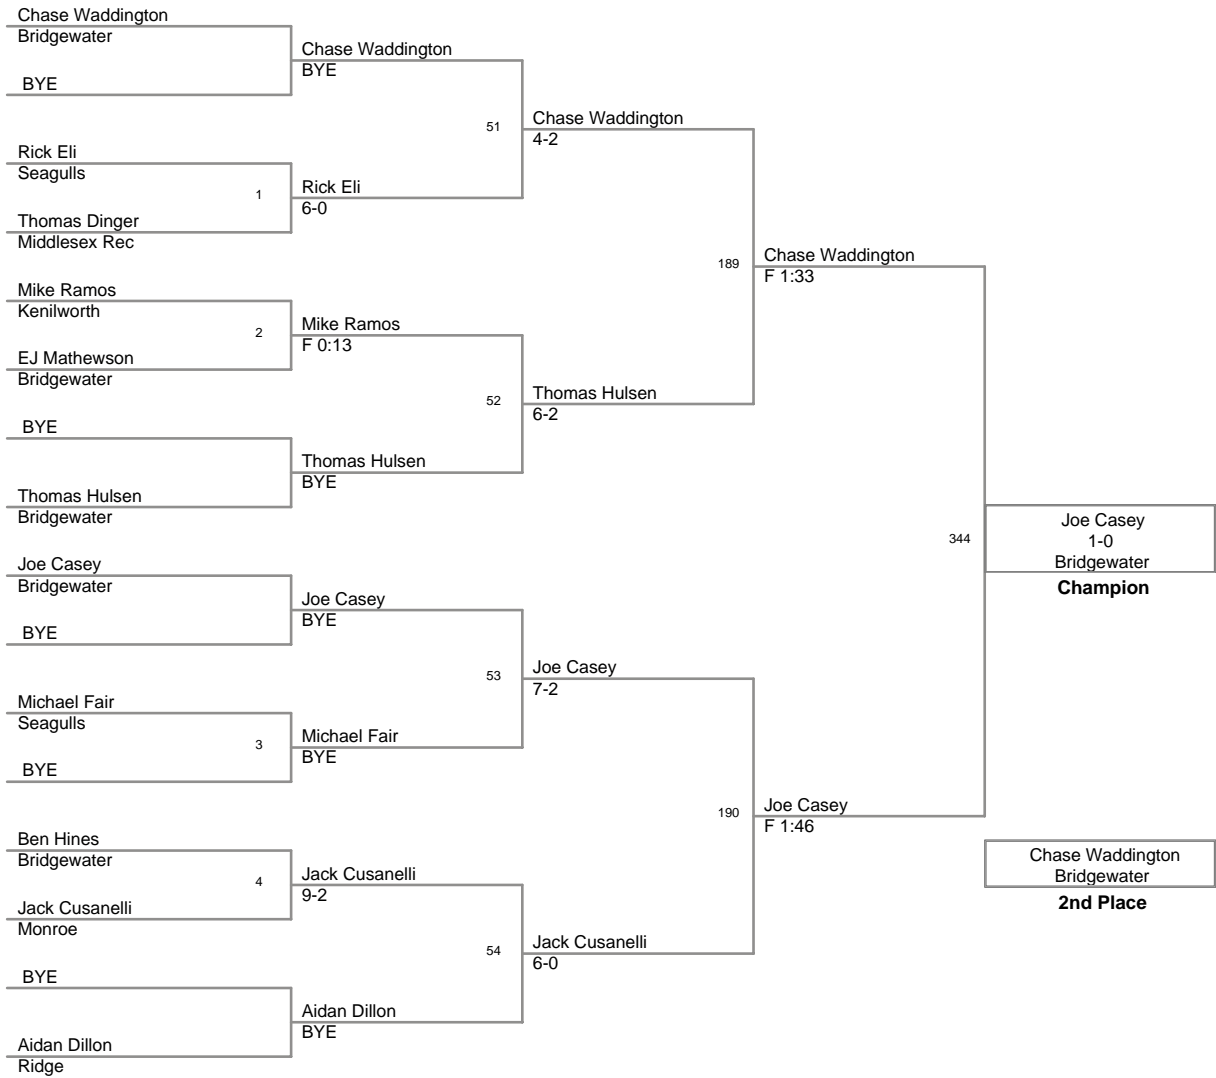 Chase Waddington
Bridgewater
BYE
Rick Eli
Seagulls
1
Thomas Dinger
Middlesex Rec
Mike Ramos
Kenilworth
2
EJ Mathewson
Bridgewater
BYE
Thomas Hulsen
Bridgewater
Joe Casey
Bridgewater
BYE
Michael Fair
Seagulls
3
BYE
Ben Hines
Bridgewater
4
Jack Cusanelli
Monroe
BYE
Aidan Dillon
Ridge
Chase Waddington
BYE
51
Rick Eli
6-0
Mike Ramos
F 0:13
52
Thomas Hulsen
BYE
Joe Casey
BYE
53
Michael Fair
BYE
Jack Cusanelli
9-2
54
Aidan Dillon
BYE
Chase Waddington
4-2
189
Thomas Hulsen
6-2
Joe Casey
7-2
190
Jack Cusanelli
6-0
Chase Waddington
F 1:33
344
Joe Casey
F 1:46
Joe Casey
1-0
Bridgewater
Champion
Chase Waddington
Bridgewater
2nd Place